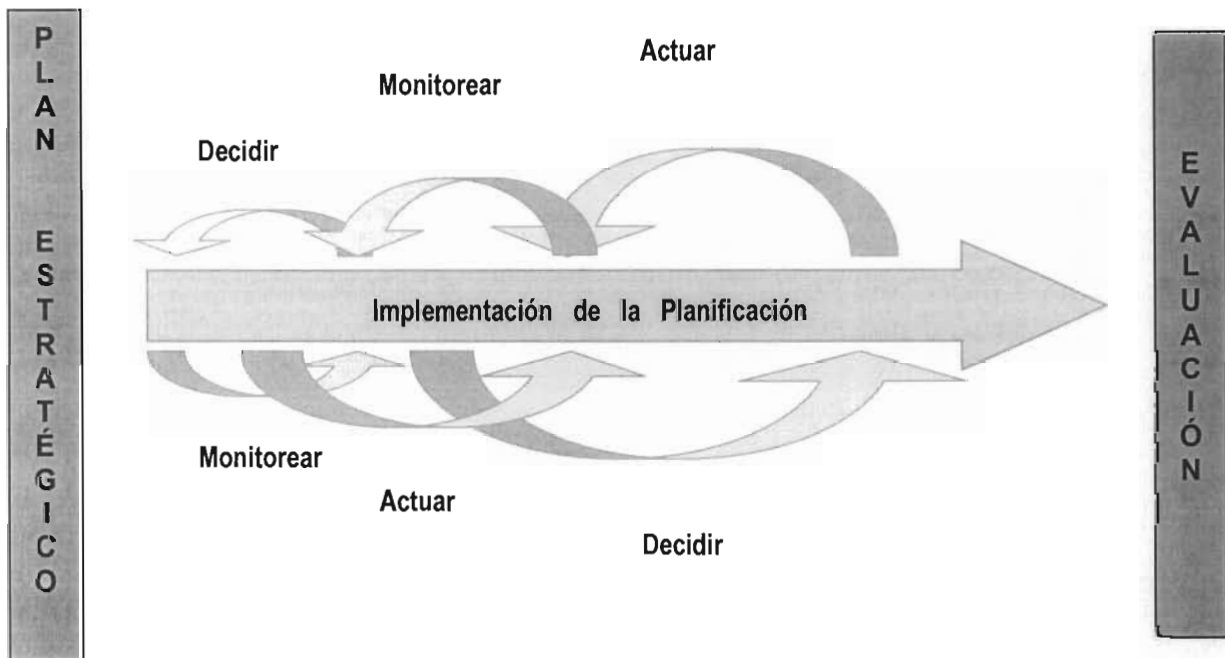 PLAN ESTRATÉGICO
Actuar
Monitorear
Decidir
Implementación de la Planificación
Monitorear
Actuar
Decidir
EVALUACIÓN